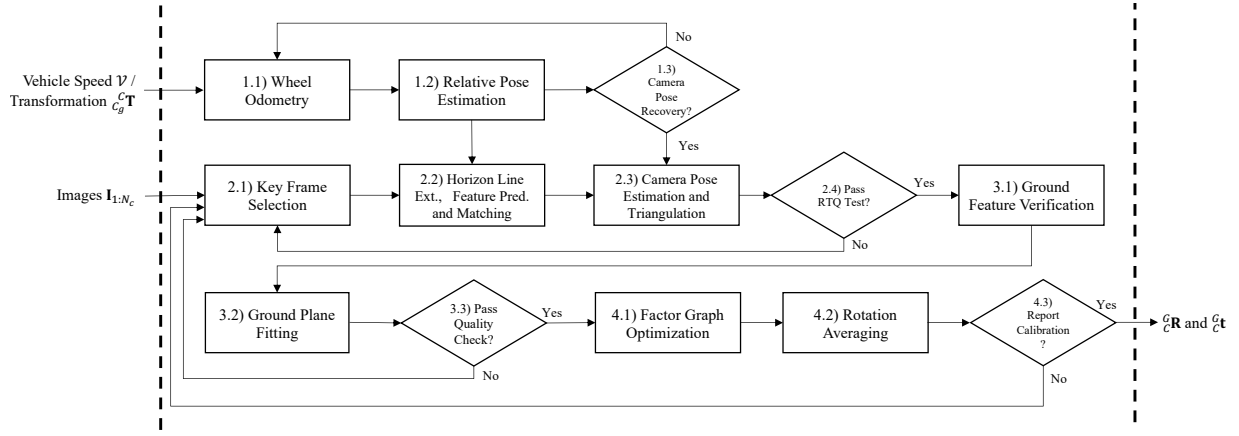 Vehicle Speed 𝒱 /
Transformation $^{C}_{C_g}\mathbf{T}$
1.1) Wheel
Odometry
1.2) Relative Pose
Estimation
1.3)
Camera
Pose
Recovery?
No
Yes
Images $\mathbf{I}_{1:N_c}$
2.1) Key Frame
Selection
2.2) Horizon Line
Ext., Feature Pred.
and Matching
2.3) Camera Pose
Estimation and
Triangulation
2.4) Pass
RTQ Test?
Yes
No
3.1) Ground
Feature Verification
3.2) Ground Plane
Fitting
3.3) Pass
Quality
Check?
Yes
No
4.1) Factor Graph
Optimization
4.2) Rotation
Averaging
4.3)
Report
Calibration
?
Yes
No
$^{G}_{C}\mathbf{R}$ and $^{G}_{C}\mathbf{t}$